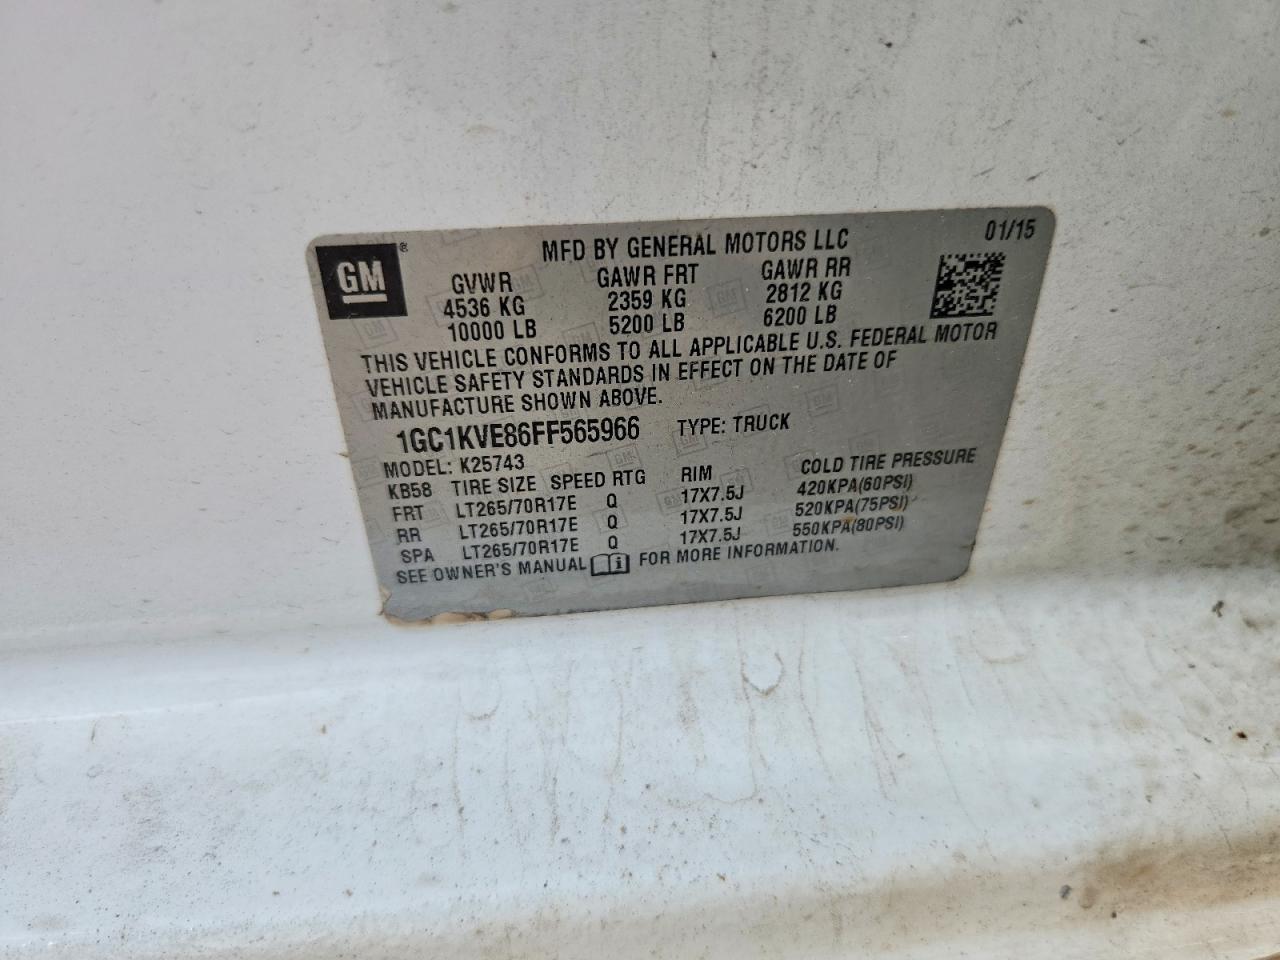 GM ®
MFD BY GENERAL MOTORS LLC 01/15
GVWR GAWR FRT GAWR RR
4536 KG 2359 KG 2812 KG
10000 LB 5200 LB 6200 LB
THIS VEHICLE CONFORMS TO ALL APPLICABLE U.S. FEDERAL MOTOR
VEHICLE SAFETY STANDARDS IN EFFECT ON THE DATE OF
MANUFACTURE SHOWN ABOVE.
1GC1KVE86FF565966 TYPE: TRUCK
MODEL: K25743
KB58 TIRE SIZE SPEED RTG RIM COLD TIRE PRESSURE
FRT LT265/70R17E Q 17X7.5J 420KPA(60PSI)
RR LT265/70R17E Q 17X7.5J 520KPA(75PSI)
SPA LT265/70R17E Q 17X7.5J 550KPA(80PSI)
SEE OWNER'S MANUAL i FOR MORE INFORMATION.